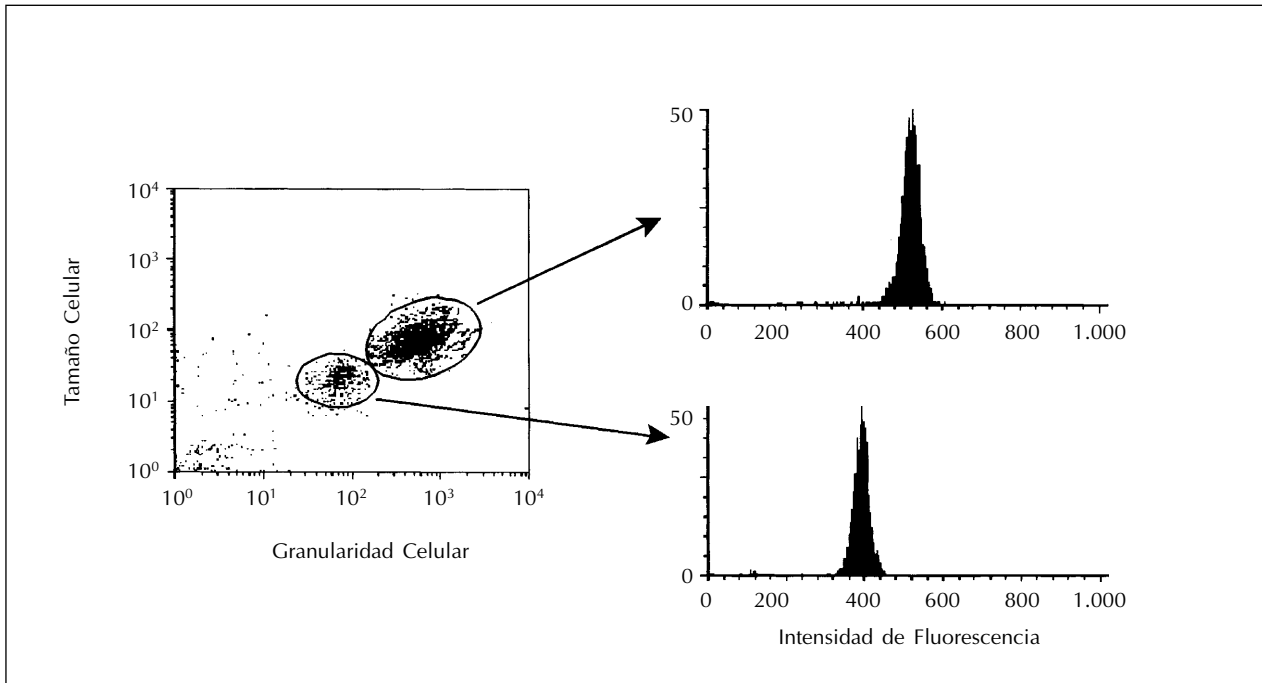 10⁴
10³
10²
10¹
10⁰
Tamaño Celular
10⁰ 10¹ 10² 10³ 10⁴
Granularidad Celular
50
0
0 200 400 600 800 1.000
50
0
0 200 400 600 800 1.000
Intensidad de Fluorescencia